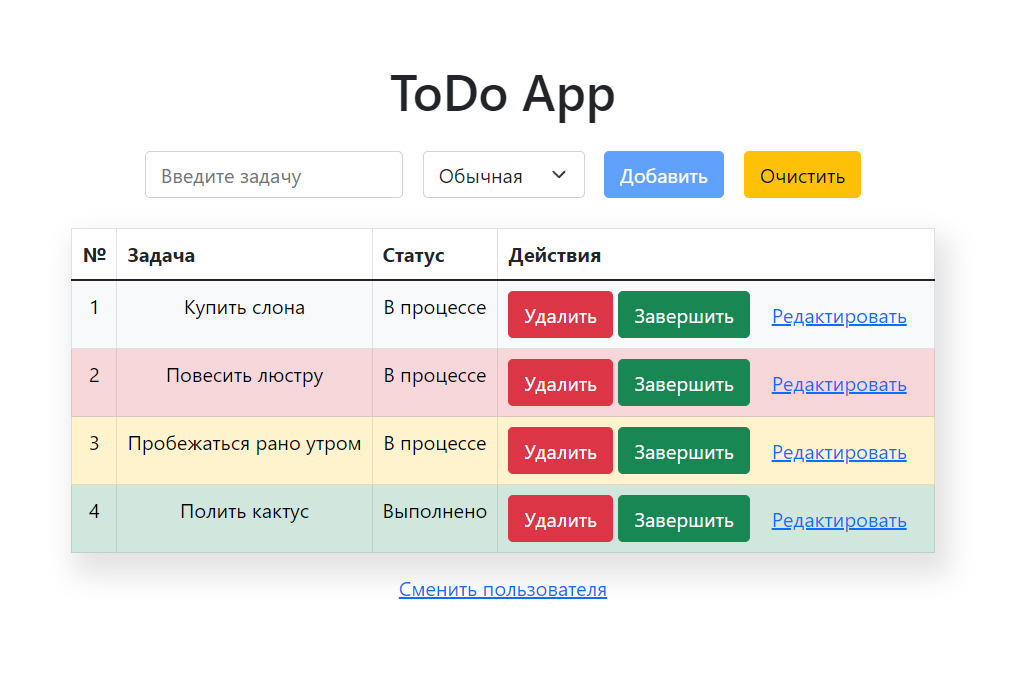 ToDo App
Введите задачу Обычная Добавить Очистить
№ Задача Статус Действия
1 Купить слона В процессе Удалить Завершить Редактировать
2 Повесить люстру В процессе Удалить Завершить Редактировать
3 Пробежаться рано утром В процессе Удалить Завершить Редактировать
4 Полить кактус Выполнено Удалить Завершить Редактировать
Сменить пользователя